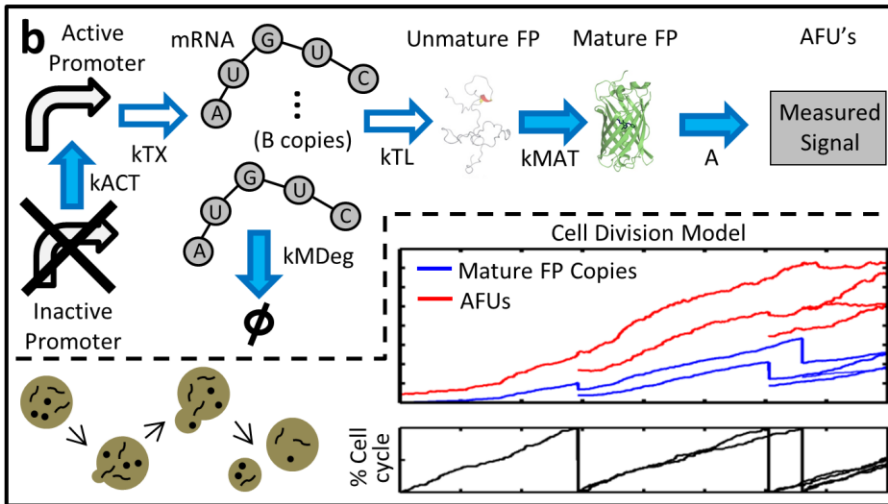 b
Active
Promoter
mRNA
Unmature FP
Mature FP
AFU's
A
U
G
U
C
(B copies)
Measured
Signal
kTX
kTL
kMAT
A
kACT
A
U
G
U
C
kMDeg
ϕ
Inactive
Promoter
Cell Division Model
Mature FP Copies
AFUs
% Cell
cycle